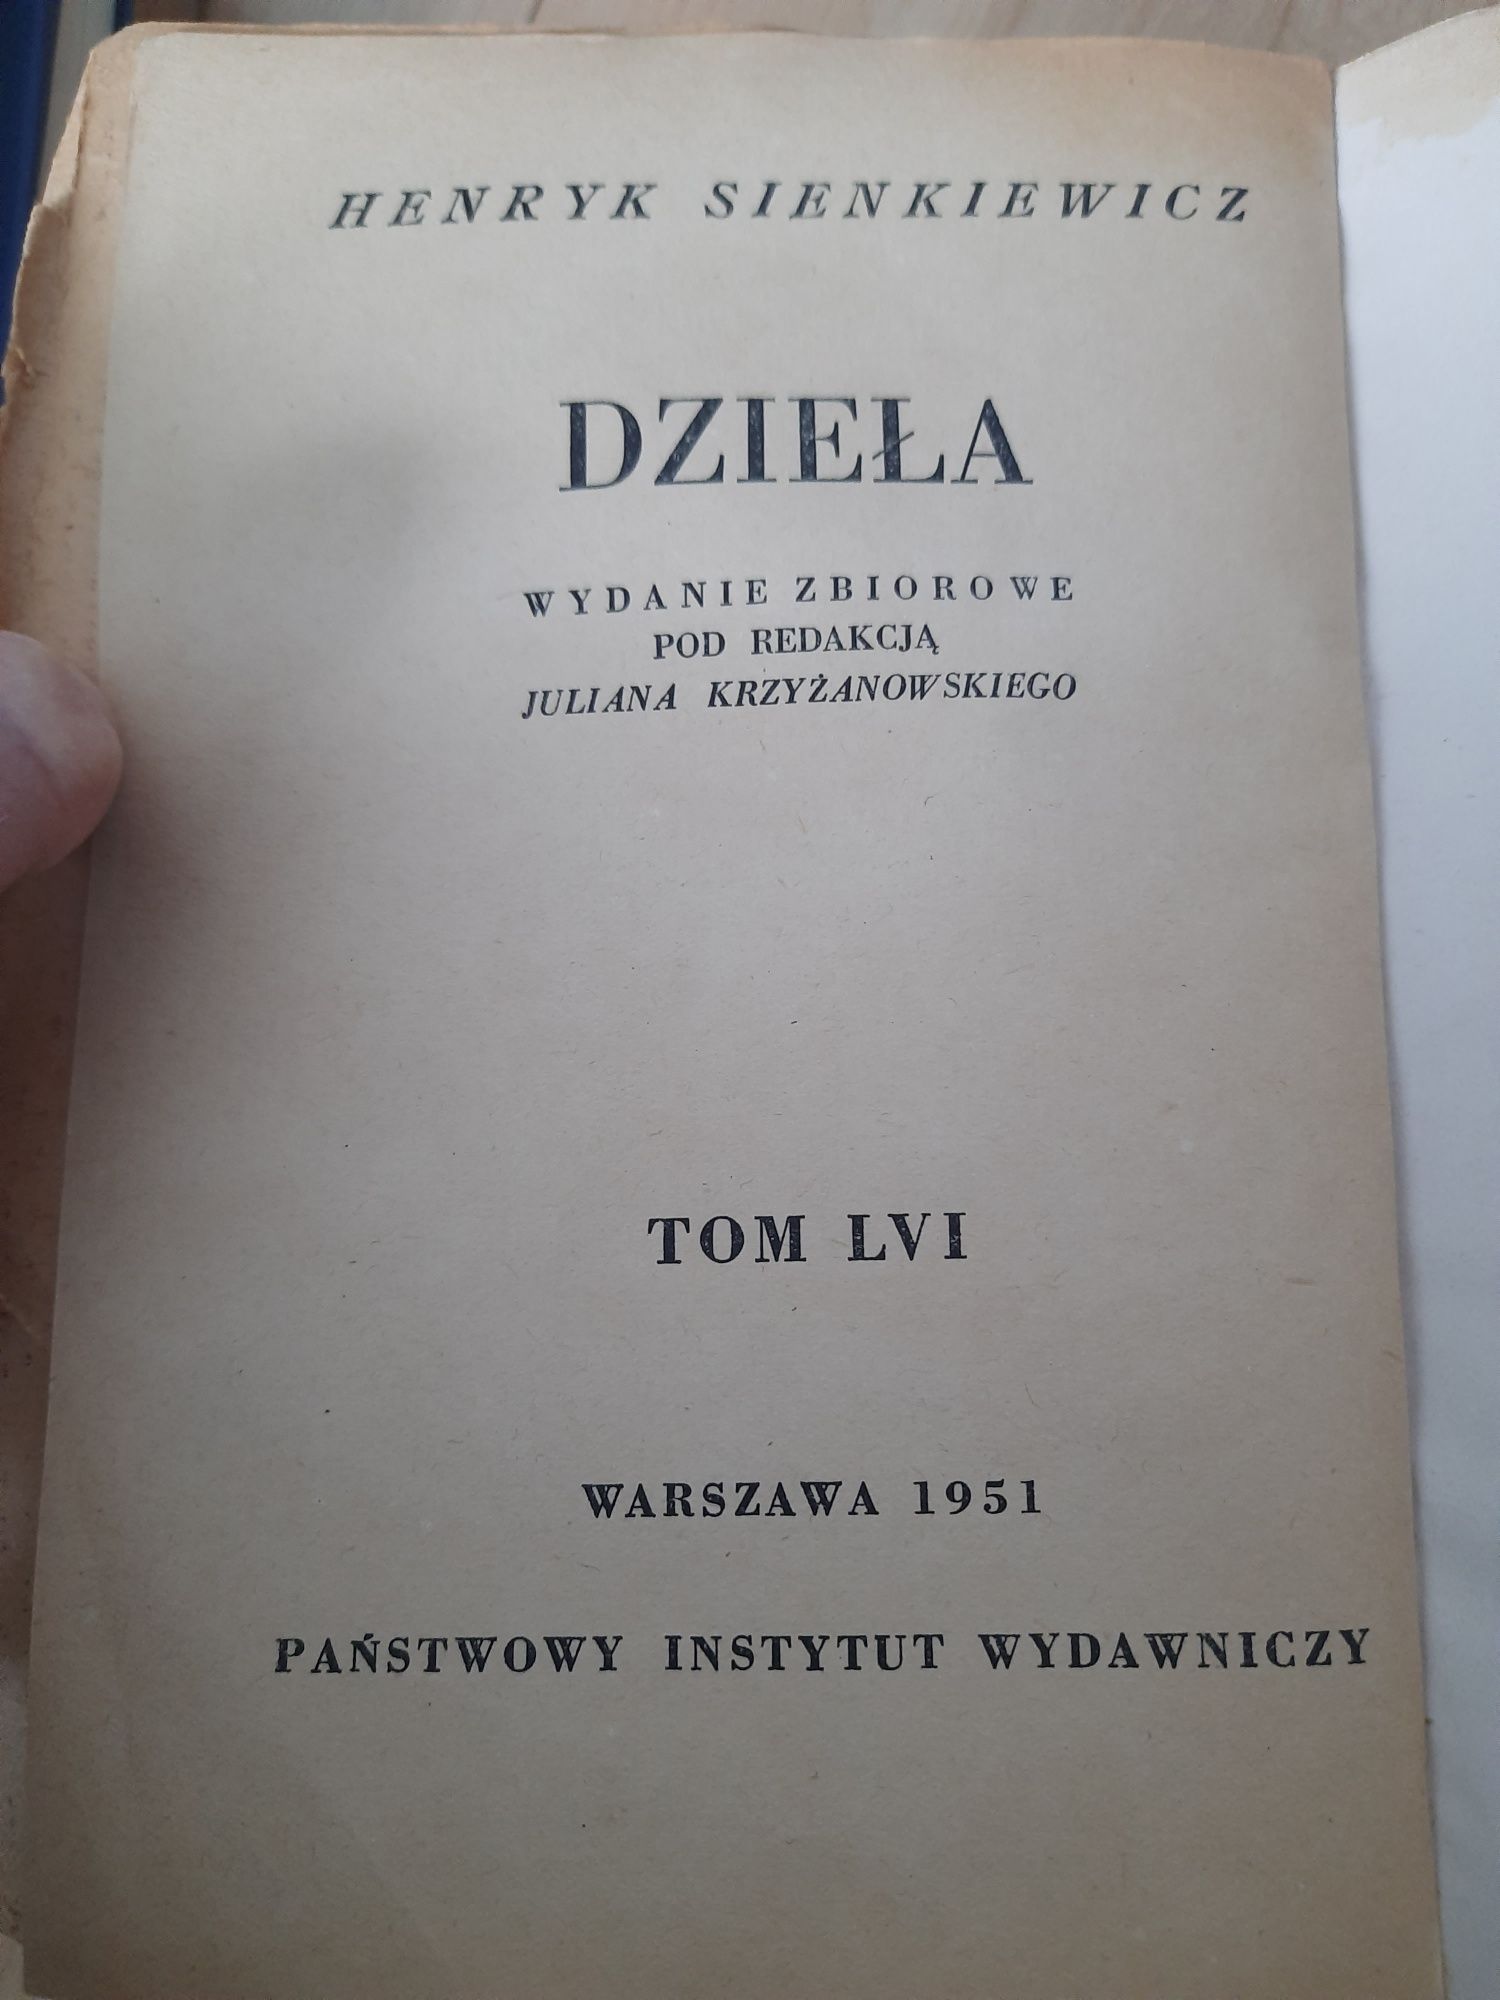 HENRYK SIENKIEWICZ
DZIEŁA
WYDANIE ZBIOROWE
POD REDAKCJĄ
JULIANA KRZYŻANOWSKIEGO
TOM LVI
WARSZAWA 1951
PAŃSTWOWY INSTYTUT WYDAWNICZY